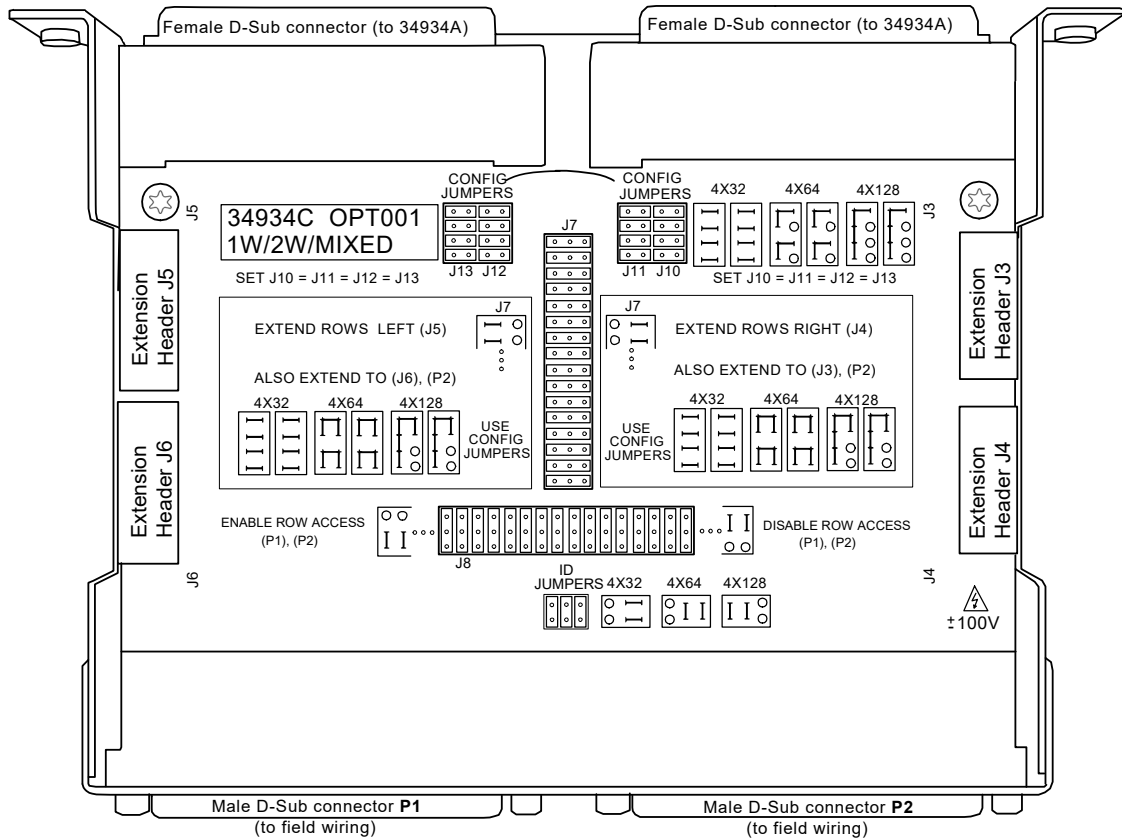 Female D-Sub connector (to 34934A)
Female D-Sub connector (to 34934A)
CONFIG
JUMPERS
CONFIG
JUMPERS
4X32
4X64
4X128
J5
J3
34934C OPT001
1W/2W/MIXED
J7
J13 J12
J11 J10
SET J10 = J11 = J12 = J13
SET J10 = J11 = J12 = J13
Extension
Header J5
Extension
Header J3
J7
EXTEND ROWS LEFT (J5)
ALSO EXTEND TO (J6), (P2)
4X32
4X64
4X128
USE
CONFIG
JUMPERS
J7
EXTEND ROWS RIGHT (J4)
ALSO EXTEND TO (J3), (P2)
4X32
4X64
4X128
USE
CONFIG
JUMPERS
Extension
Header J6
Extension
Header J4
ENABLE ROW ACCESS
(P1), (P2)
DISABLE ROW ACCESS
(P1), (P2)
J8
J6
J4
ID
JUMPERS
4X32
4X64
4X128
±100V
Male D-Sub connector P1
(to field wiring)
Male D-Sub connector P2
(to field wiring)